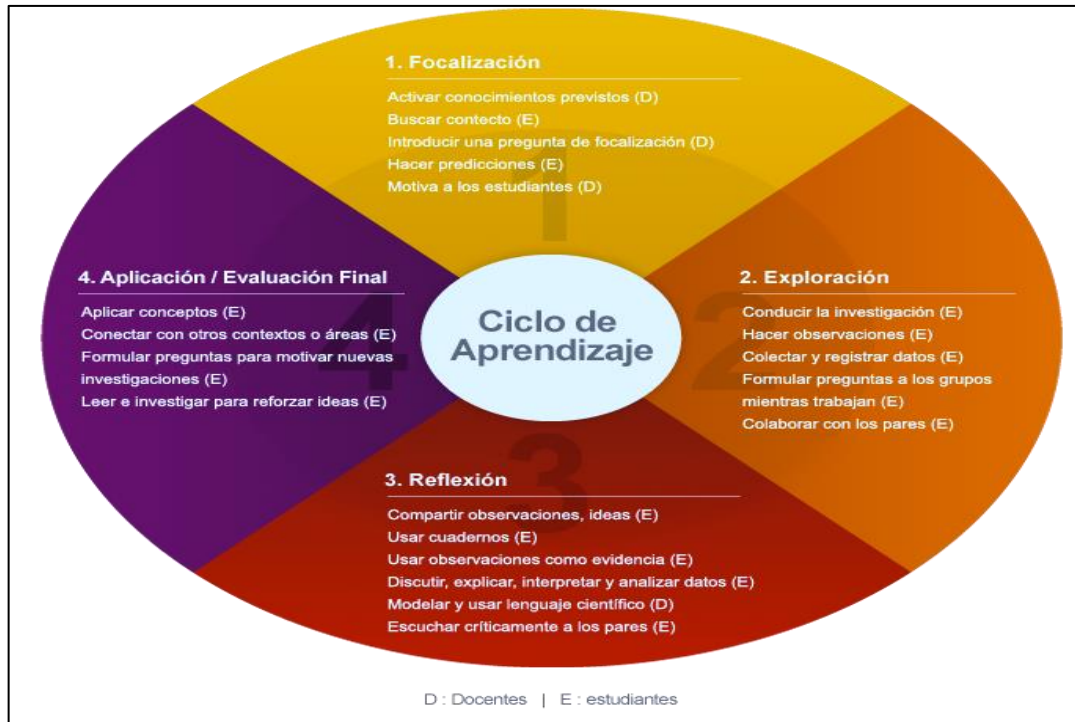 1. Focalización
Activar conocimientos previstos (D)
Buscar contecto (E)
Introducir una pregunta de focalización (D)
Hacer predicciones (E)
Motiva a los estudiantes (D)
1
2. Exploración
Conducir la investigación (E)
Hacer observaciones (E)
Colectar y registrar datos (E)
Formular preguntas a los grupos
mientras trabajan (E)
Colaborar con los pares (E)
2
Ciclo de
Aprendizaje
3. Reflexión
Compartir observaciones, ideas (E)
Usar cuadernos (E)
Usar observaciones como evidencia (E)
Discutir, explicar, interpretar y analizar datos (E)
Modelar y usar lenguaje científico (D)
Escuchar críticamente a los pares (E)
3
4. Aplicación / Evaluación Final
Aplicar conceptos (E)
Conectar con otros contextos o áreas (E)
Formular preguntas para motivar nuevas
investigaciones (E)
Leer e investigar para reforzar ideas (E)
4
D : Docentes | E : estudiantes